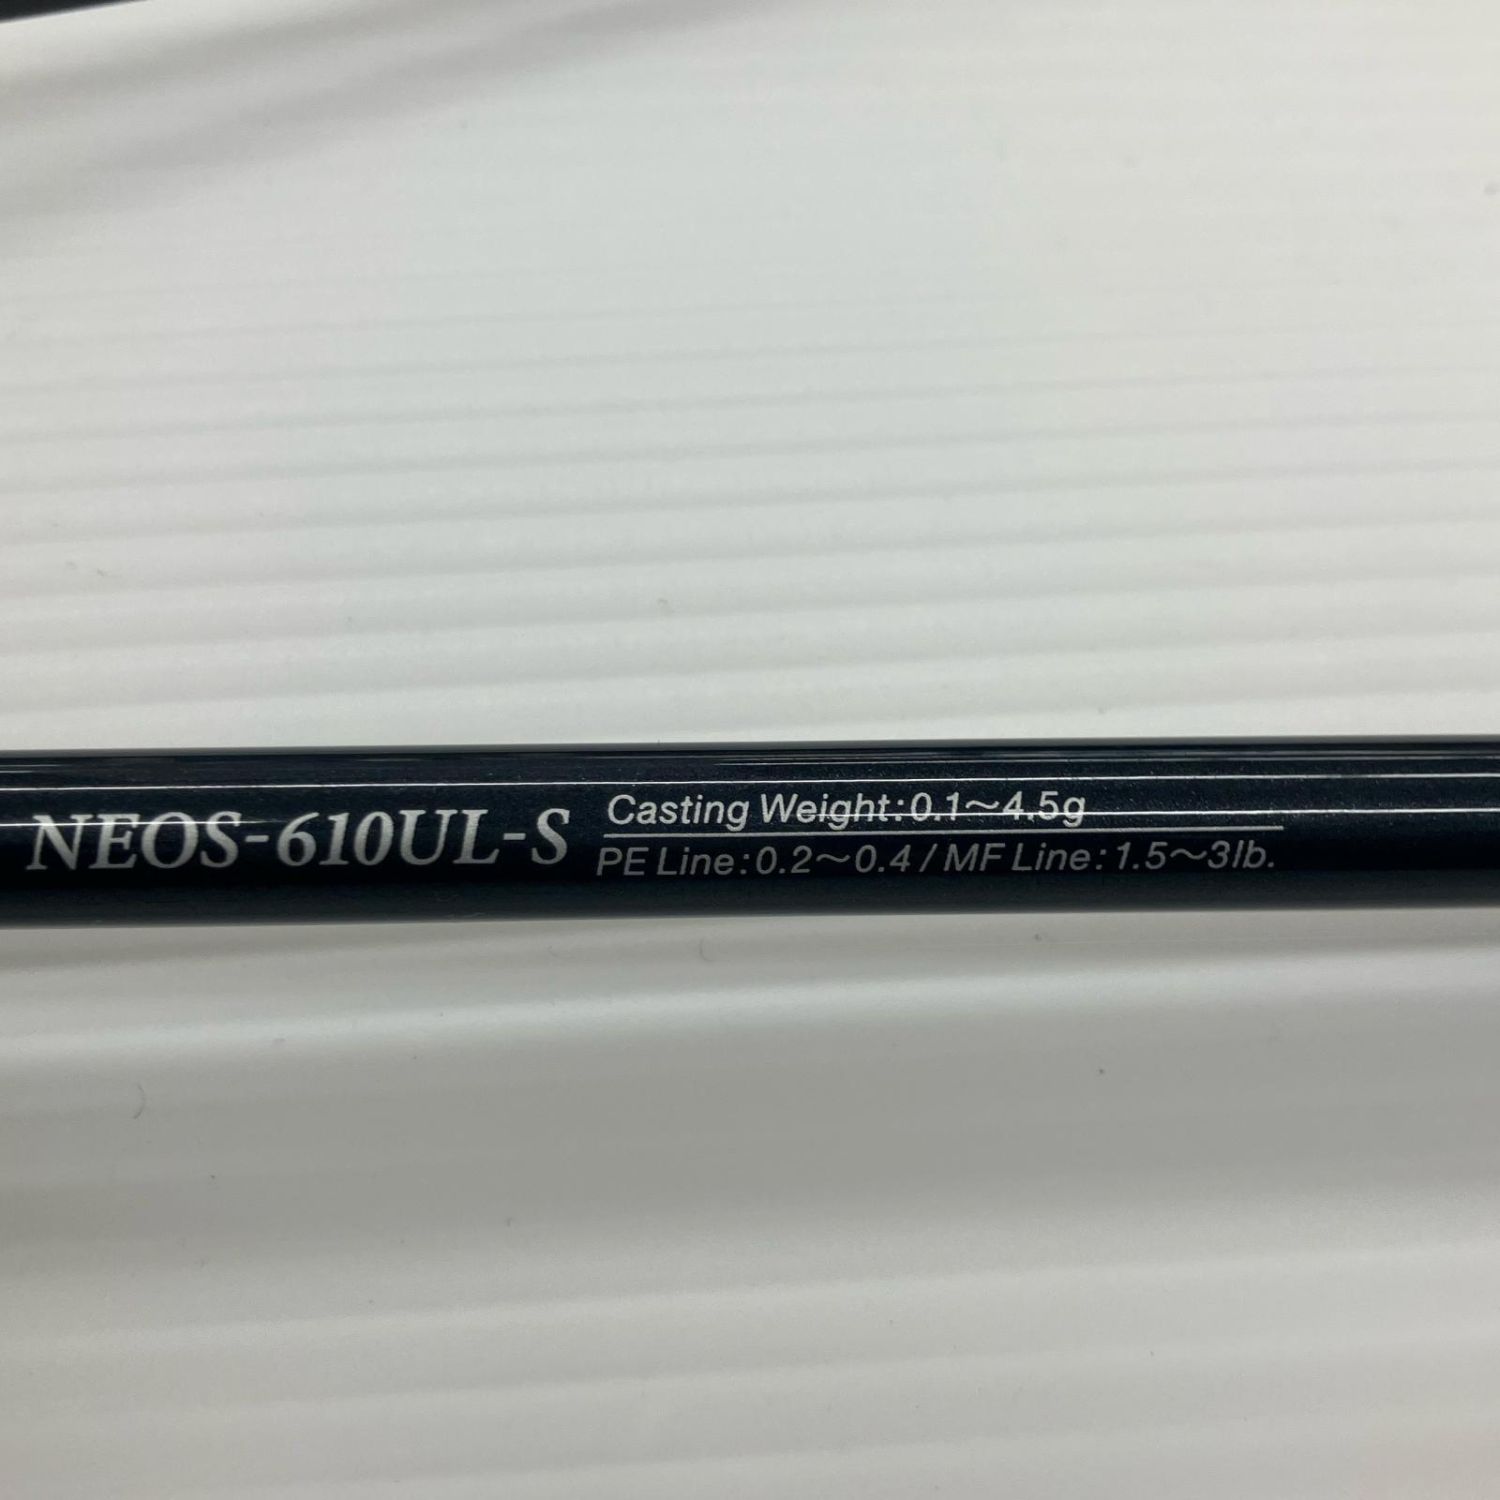 NEOS-610UL-S
Casting Weight:0.1～4.5g
PE Line:0.2～0.4/MF Line:1.5～3lb.